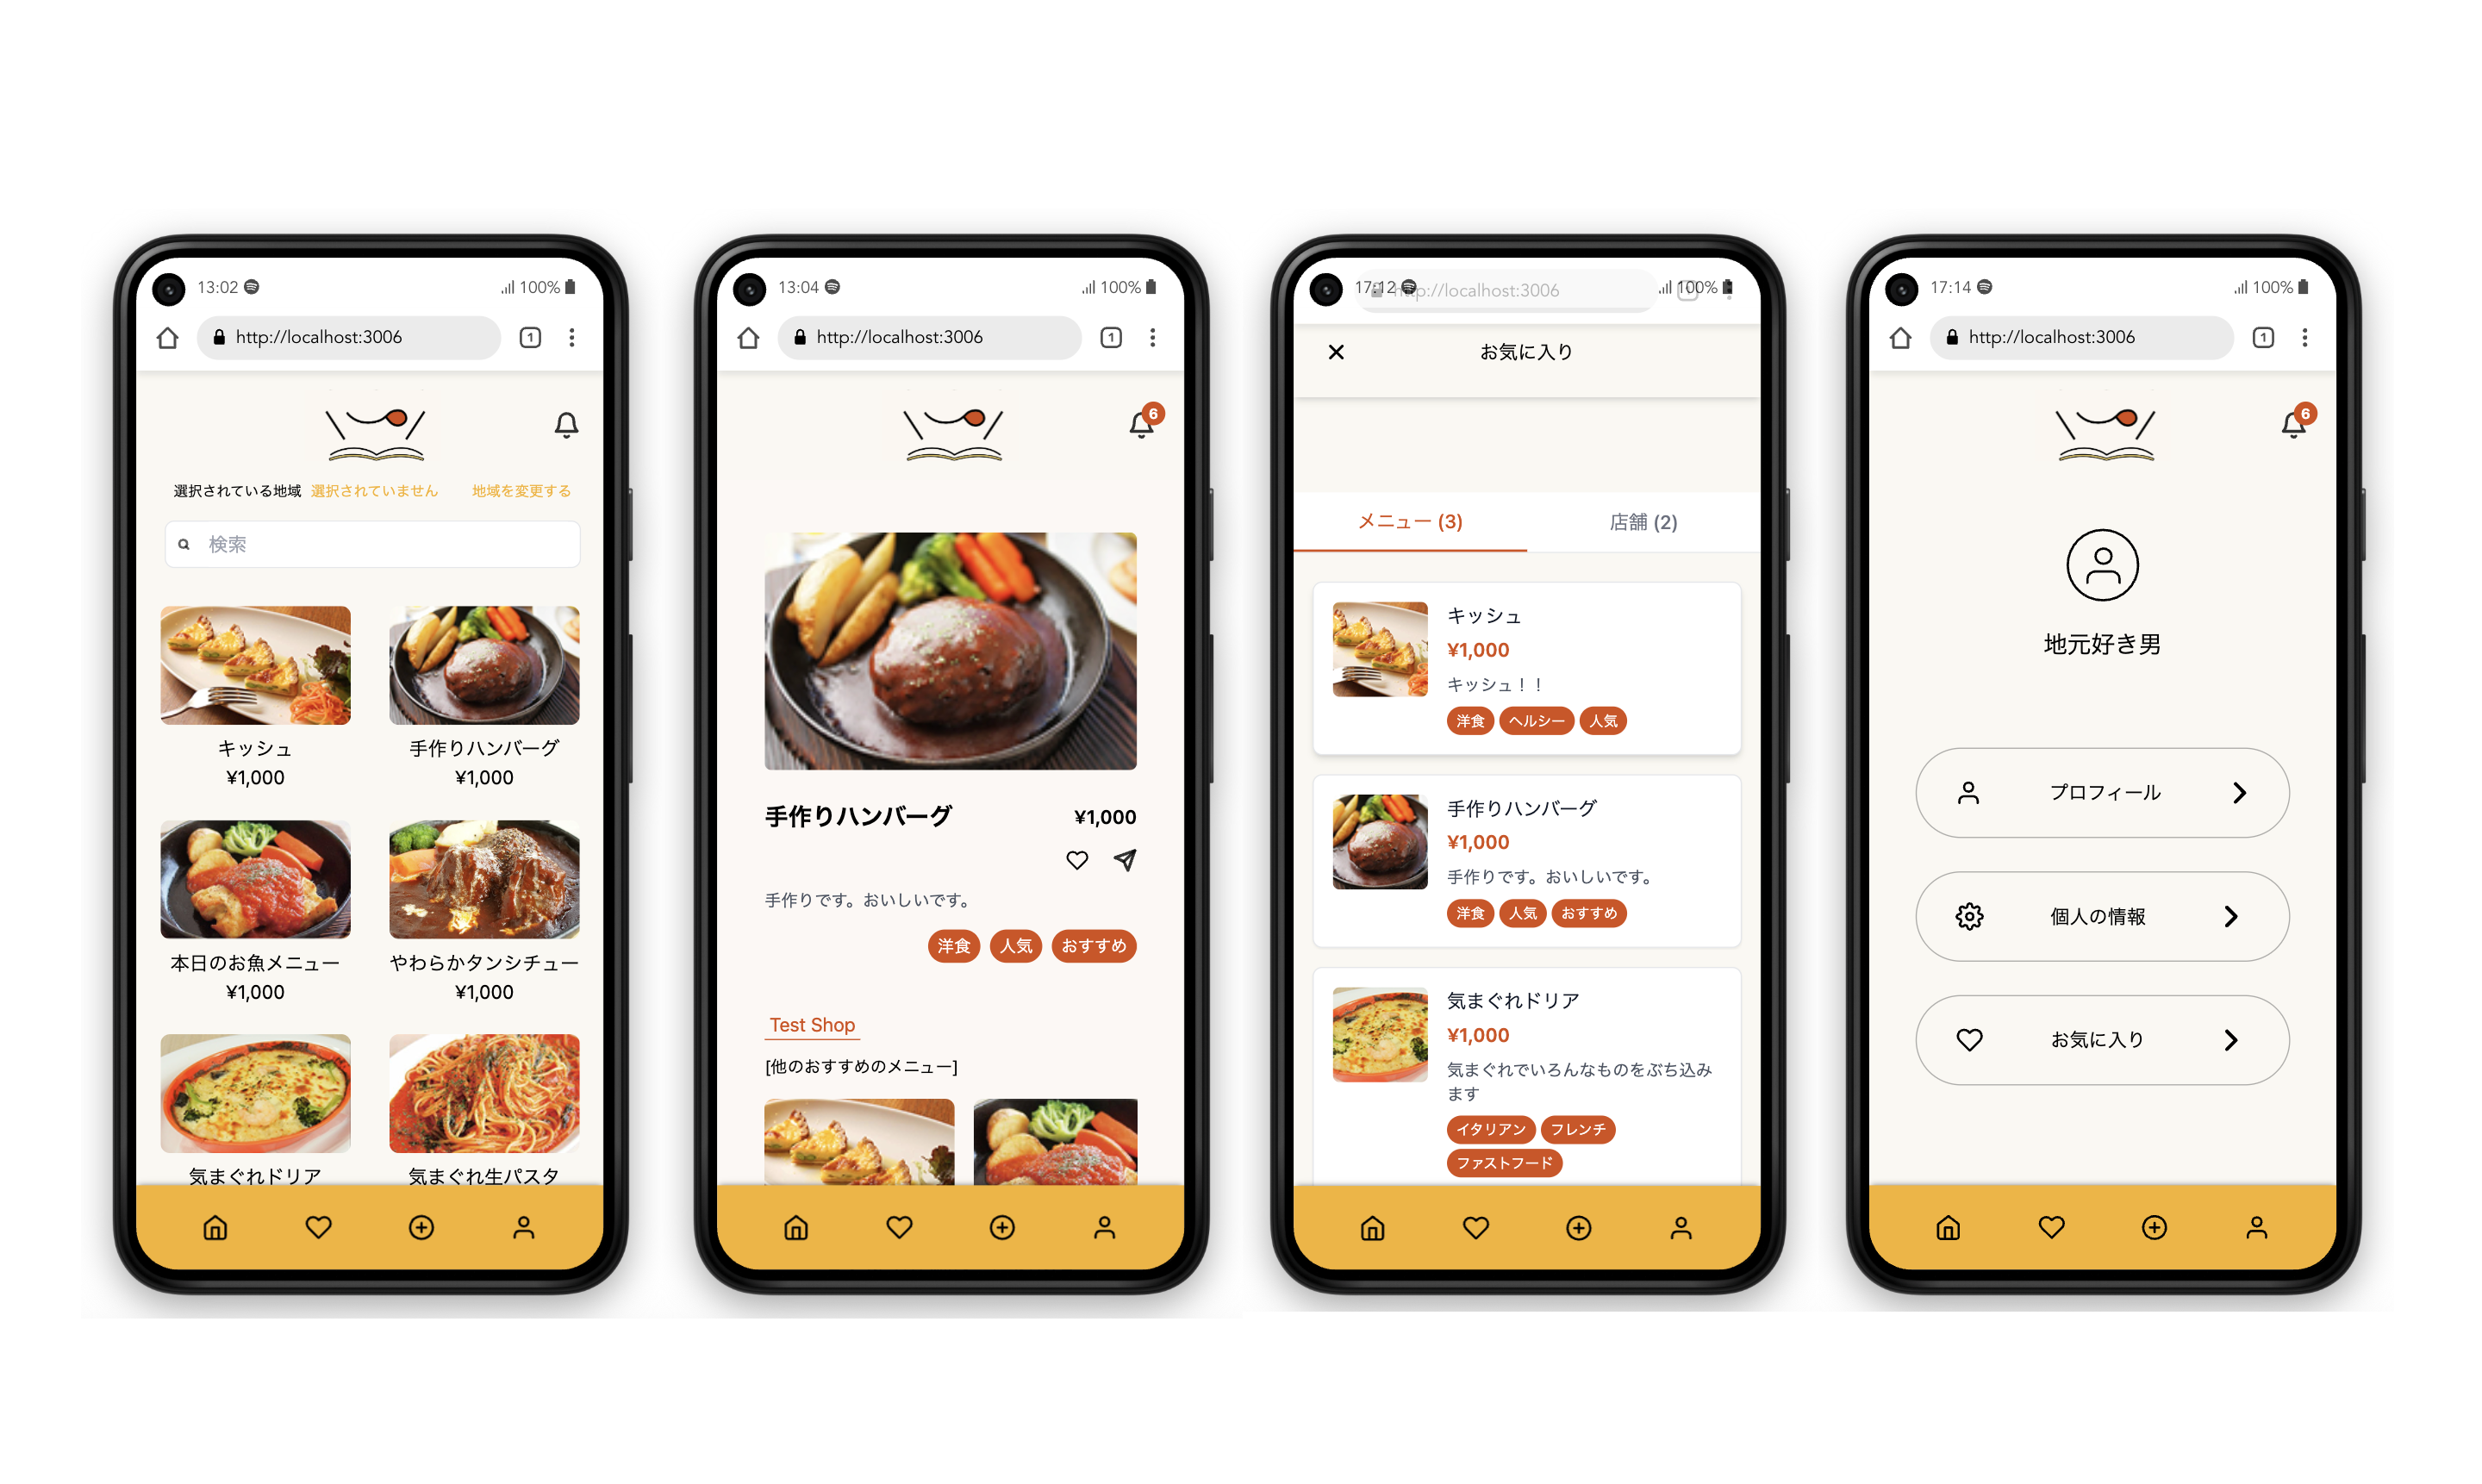 13:02
100%
http://localhost:3006
1
選択されている地域 選択されていません 地域を変更する
検索
キッシュ
¥1,000
手作りハンバーグ
¥1,000
本日のお魚メニュー
¥1,000
やわらかタンシチュー
¥1,000
気まぐれドリア
気まぐれ生パスタ
13:04
100%
http://localhost:3006
1
6
手作りハンバーグ
¥1,000
手作りです。おいしいです。
洋食 人気 おすすめ
Test Shop
[他のおすすめのメニュー]
17:12
100%
http://localhost:3006
お気に入り
メニュー (3)
店舗 (2)
キッシュ
¥1,000
キッシュ！！
洋食 ヘルシー 人気
手作りハンバーグ
¥1,000
手作りです。おいしいです。
洋食 人気 おすすめ
気まぐれドリア
¥1,000
気まぐれでいろんなものをぶち込み
ます
イタリアン フレンチ
ファストフード
17:14
100%
http://localhost:3006
1
6
地元好き男
プロフィール
個人の情報
お気に入り